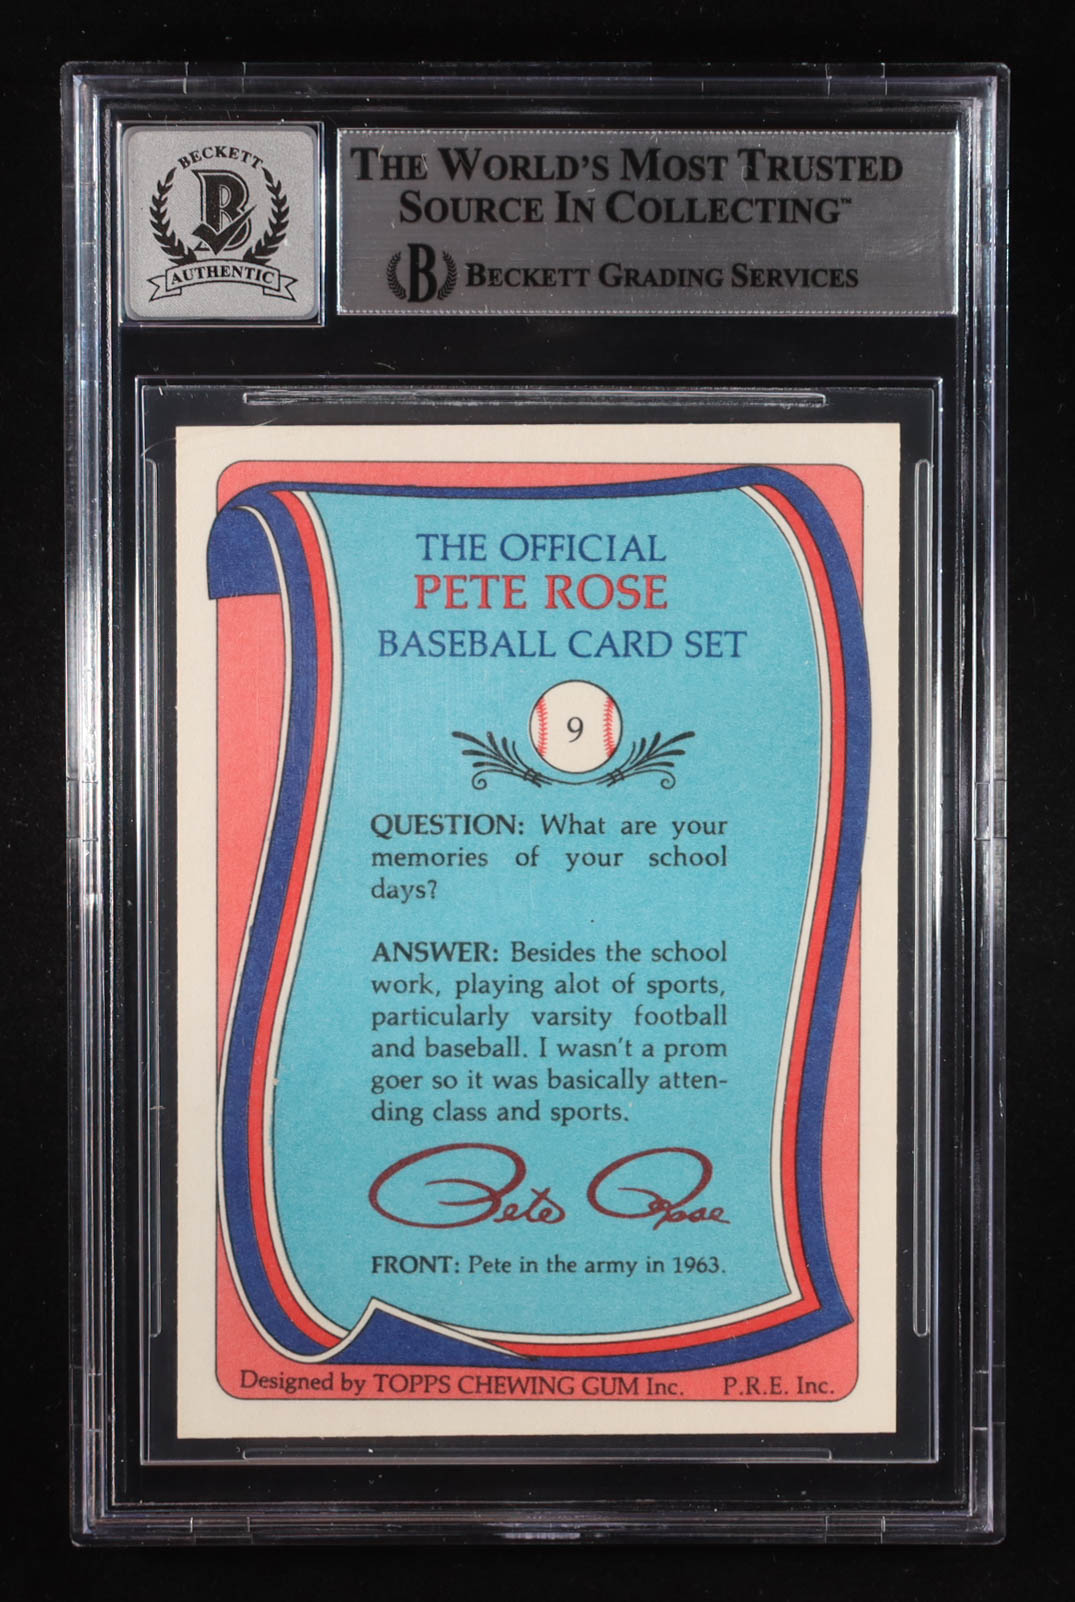 BECKETT
B
AUTHENTIC
THE WORLD'S MOST TRUSTED
SOURCE IN COLLECTING™
B BECKETT GRADING SERVICES
THE OFFICIAL
PETE ROSE
BASEBALL CARD SET
9
QUESTION: What are your
memories of your school
days?
ANSWER: Besides the school
work, playing alot of sports,
particularly varsity football
and baseball. I wasn't a prom
goer so it was basically atten-
ding class and sports.
Pete Rose
FRONT: Pete in the army in 1963.
Designed by TOPPS CHEWING GUM Inc. P.R.E. Inc.